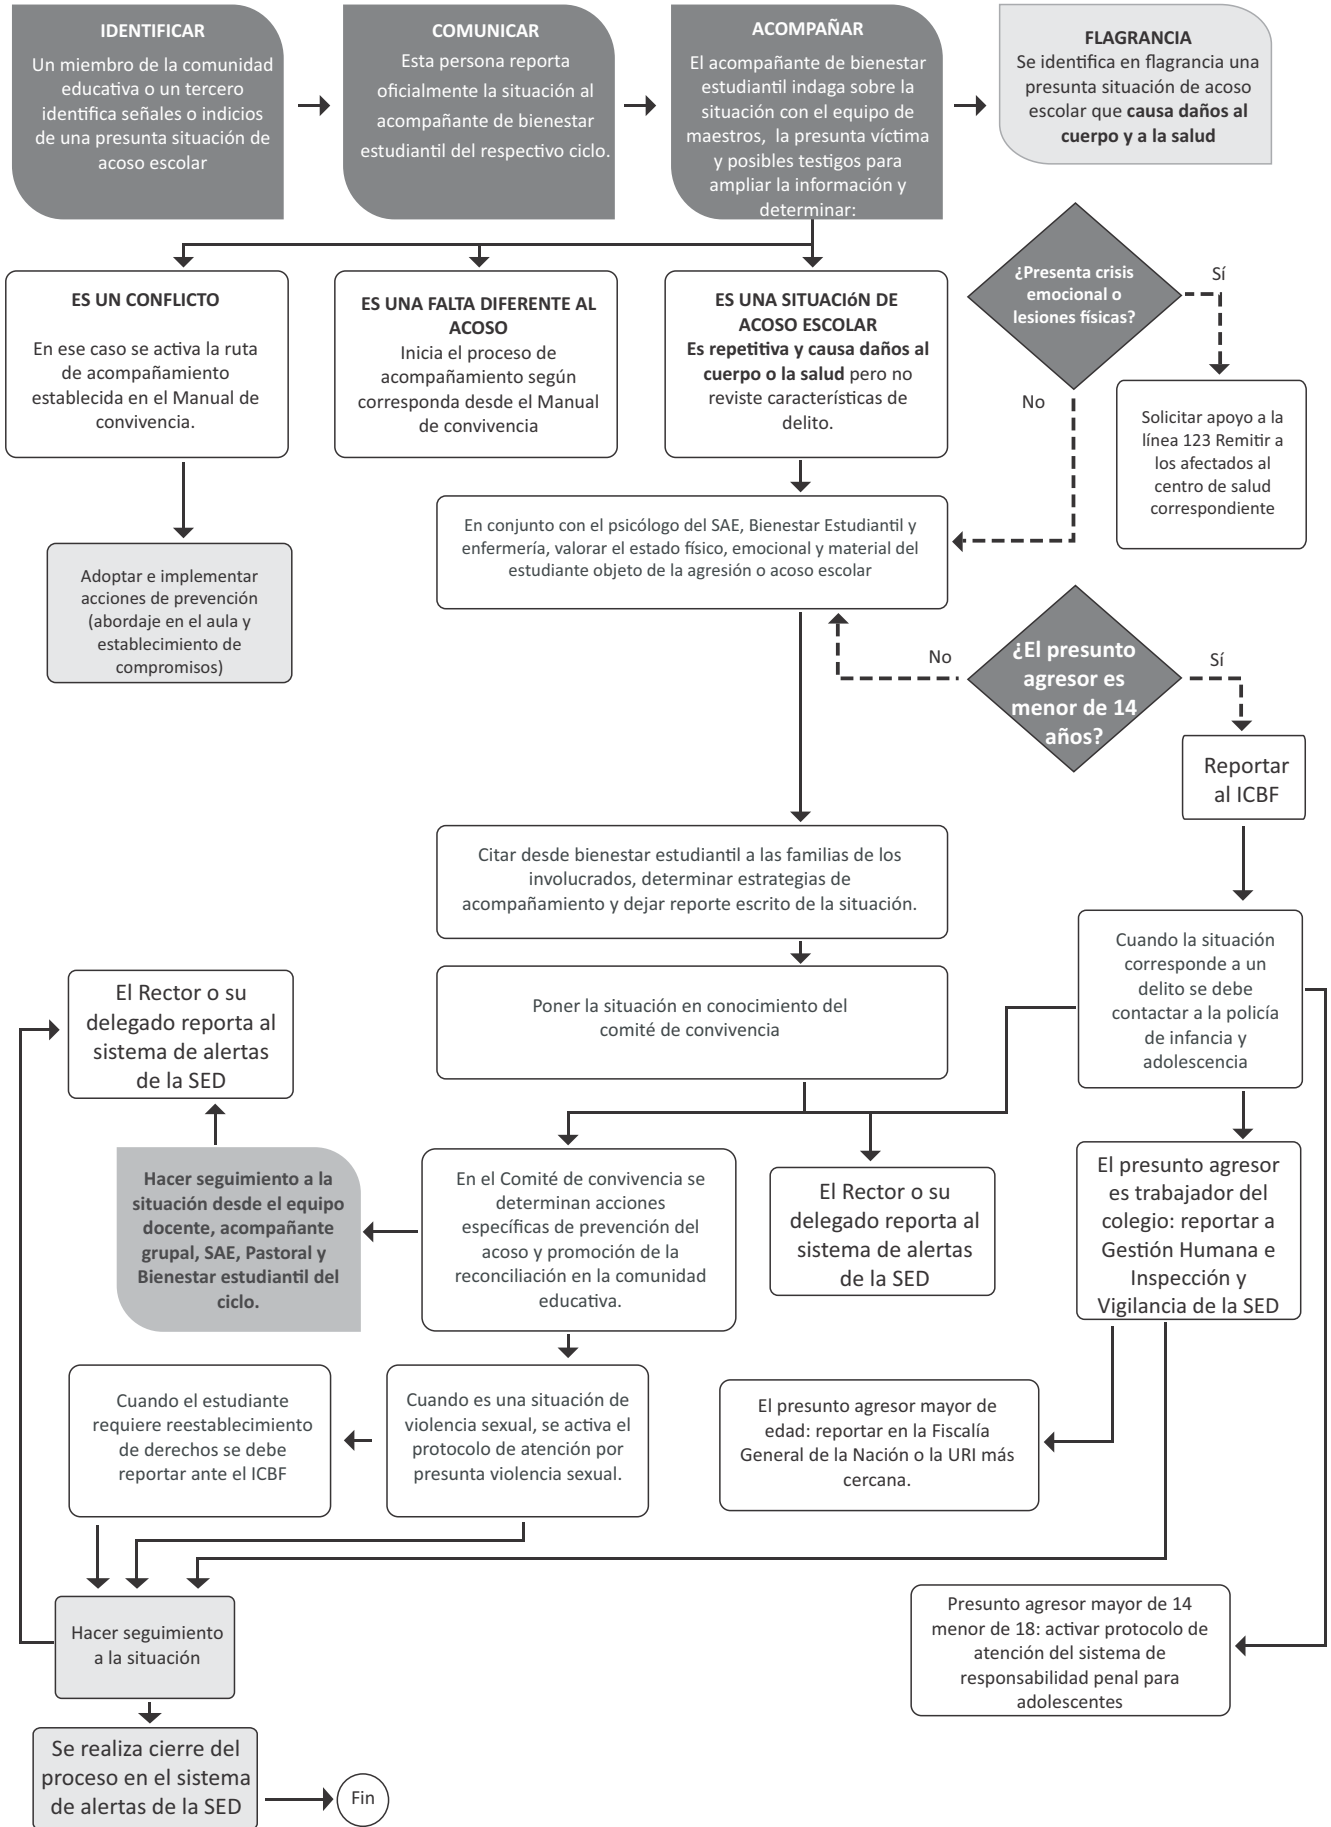 IDENTIFICAR
Un miembro de la comunidad
educativa o un tercero
identifica señales o indicios
de una presunta situación de
acoso escolar
COMUNICAR
Esta persona reporta
oficialmente la situación al
acompañante de bienestar
estudiantil del respectivo ciclo.
ACOMPAÑAR
El acompañante de bienestar
estudiantil indaga sobre la
situación con el equipo de
maestros, la presunta víctima
y posibles testigos para
ampliar la información y
determinar:
FLAGRANCIA
Se identifica en flagrancia una
presunta situación de acoso
escolar que causa daños al
cuerpo y a la salud
ES UN CONFLICTO
En ese caso se activa la ruta
de acompañamiento
establecida en el Manual de
convivencia.
ES UNA FALTA DIFERENTE AL
ACOSO
Inicia el proceso de
acompañamiento según
corresponda desde el Manual
de convivencia
ES UNA SITUACIóN DE
ACOSO ESCOLAR
Es repetitiva y causa daños al
cuerpo o la salud pero no
reviste características de
delito.
¿Presenta crisis
emocional o
lesiones físicas?
Sí
No
Solicitar apoyo a la
línea 123 Remitir a
los afectados al
centro de salud
correspondiente
En conjunto con el psicólogo del SAE, Bienestar Estudiantil y
enfermería, valorar el estado físico, emocional y material del
estudiante objeto de la agresión o acoso escolar
Adoptar e implementar
acciones de prevención
(abordaje en el aula y
establecimiento de
compromisos)
¿El presunto
agresor es
menor de 14
años?
No
Sí
Reportar
al ICBF
Citar desde bienestar estudiantil a las familias de los
involucrados, determinar estrategias de
acompañamiento y dejar reporte escrito de la situación.
Cuando la situación
corresponde a un
delito se debe
contactar a la policía
de infancia y
adolescencia
Poner la situación en conocimiento del
comité de convivencia
El Rector o su
delegado reporta al
sistema de alertas
de la SED
Hacer seguimiento a la
situación desde el equipo
docente, acompañante
grupal, SAE, Pastoral y
Bienestar estudiantil del
ciclo.
En el Comité de convivencia se
determinan acciones
específicas de prevención del
acoso y promoción de la
reconciliación en la comunidad
educativa.
El Rector o su
delegado reporta al
sistema de alertas
de la SED
El presunto agresor
es trabajador del
colegio: reportar a
Gestión Humana e
Inspección y
Vigilancia de la SED
Cuando el estudiante
requiere reestablecimiento
de derechos se debe
reportar ante el ICBF
Cuando es una situación de
violencia sexual, se activa el
protocolo de atención por
presunta violencia sexual.
El presunto agresor mayor de
edad: reportar en la Fiscalía
General de la Nación o la URI más
cercana.
Hacer seguimiento
a la situación
Presunto agresor mayor de 14
menor de 18: activar protocolo de
atención del sistema de
responsabilidad penal para
adolescentes
Se realiza cierre del
proceso en el sistema
de alertas de la SED
Fin